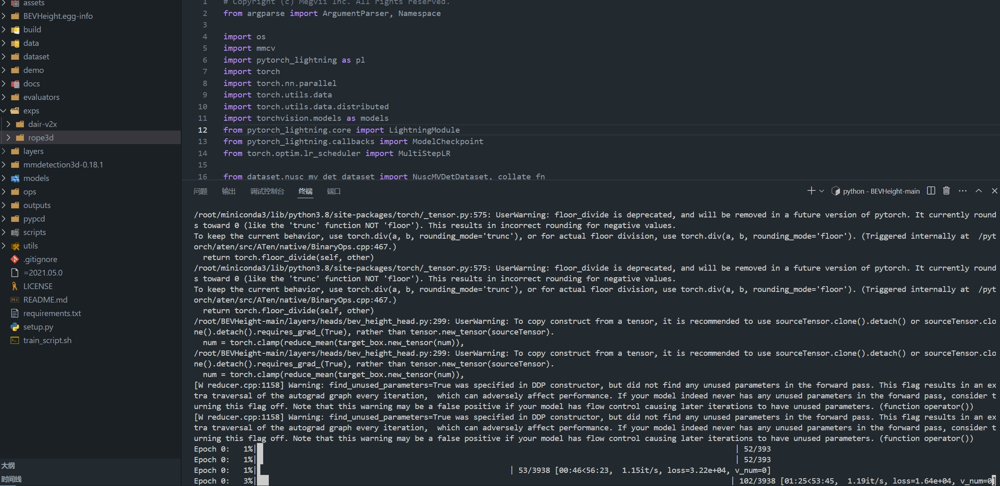 assets
BEVHeight.egg-info
build
data
dataset
demo
docs
evaluators
exps
dair-v2x
rope3d
layers
mmdetection3d-0.18.1
models
ops
outputs
pypcd
scripts
utils
.gitignore
=2021.05.0
LICENSE
README.md
requirements.txt
setup.py
train_script.sh
大纲
时间线
1 # Copyright (c) Megvii Inc. All rights reserved.
2 from argparse import ArgumentParser, Namespace
3
4 import os
5 import mmcv
6 import pytorch_lightning as pl
7 import torch
8 import torch.nn.parallel
9 import torch.utils.data
10 import torch.utils.data.distributed
11 import torchvision.models as models
12 from pytorch_lightning.core import LightningModule
13 from pytorch_lightning.callbacks import ModelCheckpoint
14 from torch.optim.lr_scheduler import MultiStepLR
15
16 from dataset.nusc_mv_det_dataset import NuscMVDetDataset, collate_fn
问题 输出 调试控制台 终端 端口 python - BEVHeight-main
/root/miniconda3/lib/python3.8/site-packages/torch/_tensor.py:575: UserWarning: floor_divide is deprecated, and will be removed in a future version of pytorch. It currently round
s toward 0 (like the 'trunc' function NOT 'floor'). This results in incorrect rounding for negative values.
To keep the current behavior, use torch.div(a, b, rounding_mode='trunc'), or for actual floor division, use torch.div(a, b, rounding_mode='floor'). (Triggered internally at  /pyt
orch/aten/src/ATen/native/BinaryOps.cpp:467.)
  return torch.floor_divide(self, other)
/root/miniconda3/lib/python3.8/site-packages/torch/_tensor.py:575: UserWarning: floor_divide is deprecated, and will be removed in a future version of pytorch. It currently round
s toward 0 (like the 'trunc' function NOT 'floor'). This results in incorrect rounding for negative values.
To keep the current behavior, use torch.div(a, b, rounding_mode='trunc'), or for actual floor division, use torch.div(a, b, rounding_mode='floor'). (Triggered internally at  /pyt
orch/aten/src/ATen/native/BinaryOps.cpp:467.)
  return torch.floor_divide(self, other)
/root/BEVHeight-main/layers/heads/bev_height_head.py:299: UserWarning: To copy construct from a tensor, it is recommended to use sourceTensor.clone().detach() or sourceTensor.clo
ne().detach().requires_grad_(True), rather than tensor.new_tensor(sourceTensor).
  num = torch.clamp(reduce_mean(target_box.new_tensor(num)),
/root/BEVHeight-main/layers/heads/bev_height_head.py:299: UserWarning: To copy construct from a tensor, it is recommended to use sourceTensor.clone().detach() or sourceTensor.clo
ne().detach().requires_grad_(True), rather than tensor.new_tensor(sourceTensor).
  num = torch.clamp(reduce_mean(target_box.new_tensor(num)),
[W reducer.cpp:1158] Warning: find_unused_parameters=True was specified in DDP constructor, but did not find any unused parameters in the forward pass. This flag results in an ex
tra traversal of the autograd graph every iteration,  which can adversely affect performance. If your model indeed never has any unused parameters in the forward pass, consider t
urning this flag off. Note that this warning may be a false positive if your model has flow control causing later iterations to have unused parameters. (function operator())
[W reducer.cpp:1158] Warning: find_unused_parameters=True was specified in DDP constructor, but did not find any unused parameters in the forward pass. This flag results in an ex
tra traversal of the autograd graph every iteration,  which can adversely affect performance. If your model indeed never has any unused parameters in the forward pass, consider t
urning this flag off. Note that this warning may be a false positive if your model has flow control causing later iterations to have unused parameters. (function operator())
Epoch 0:   1%| | 52/393
Epoch 0:   1%| | 52/393
Epoch 0:   1%| | 53/3938 [00:46<56:23,  1.15it/s, loss=3.22e+04, v_num=0]
Epoch 0:   3%| | 102/3938 [01:25<53:45,  1.19it/s, loss=1.64e+04, v_num=0]